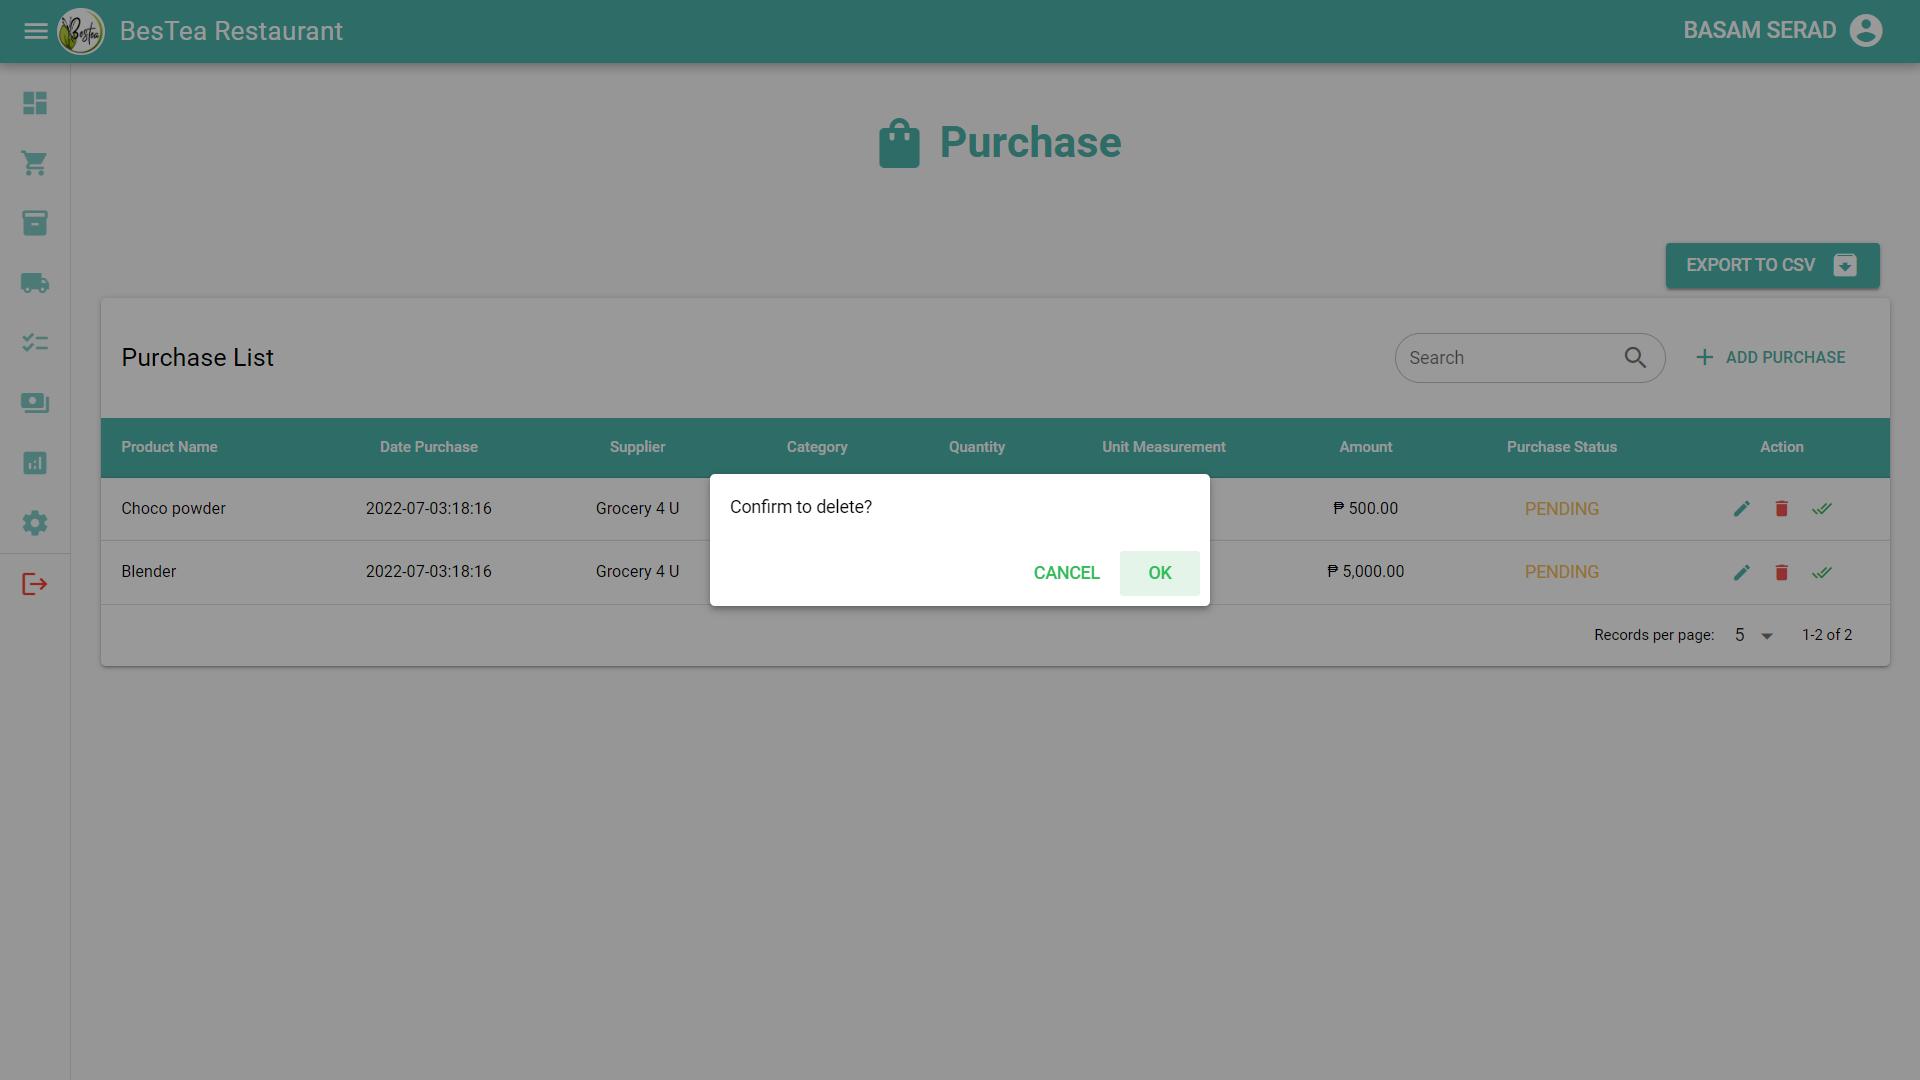 Bestea
BesTea Restaurant
BASAM SERAD
Purchase
EXPORT TO CSV
Purchase List
Search
ADD PURCHASE
Product Name Date Purchase Supplier Category Quantity Unit Measurement Amount Purchase Status Action
Choco powder 2022-07-03:18:16 Grocery 4 U ₱ 500.00 PENDING
Blender 2022-07-03:18:16 Grocery 4 U ₱ 5,000.00 PENDING
Confirm to delete?
CANCEL OK
Records per page: 5 1-2 of 2